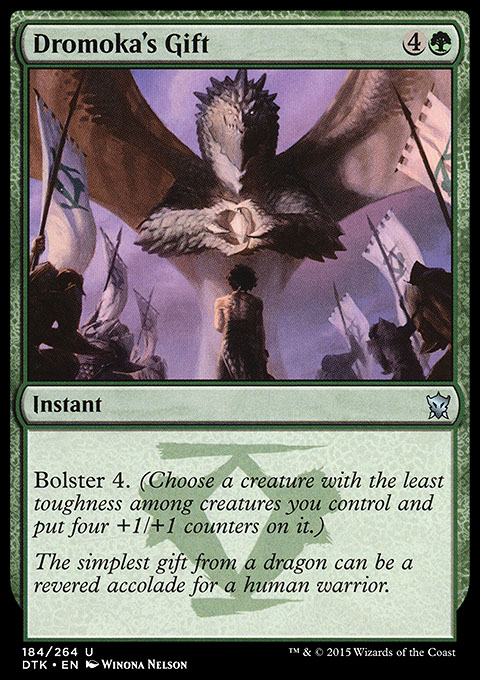 Dromoka's Gift 4
Instant
Bolster 4. (Choose a creature with the least
toughness among creatures you control and
put four +1/+1 counters on it.)
The simplest gift from a dragon can be a
revered accolade for a human warrior.
184/264 U
DTK • EN Winona Nelson
™ & © 2015 Wizards of the Coast